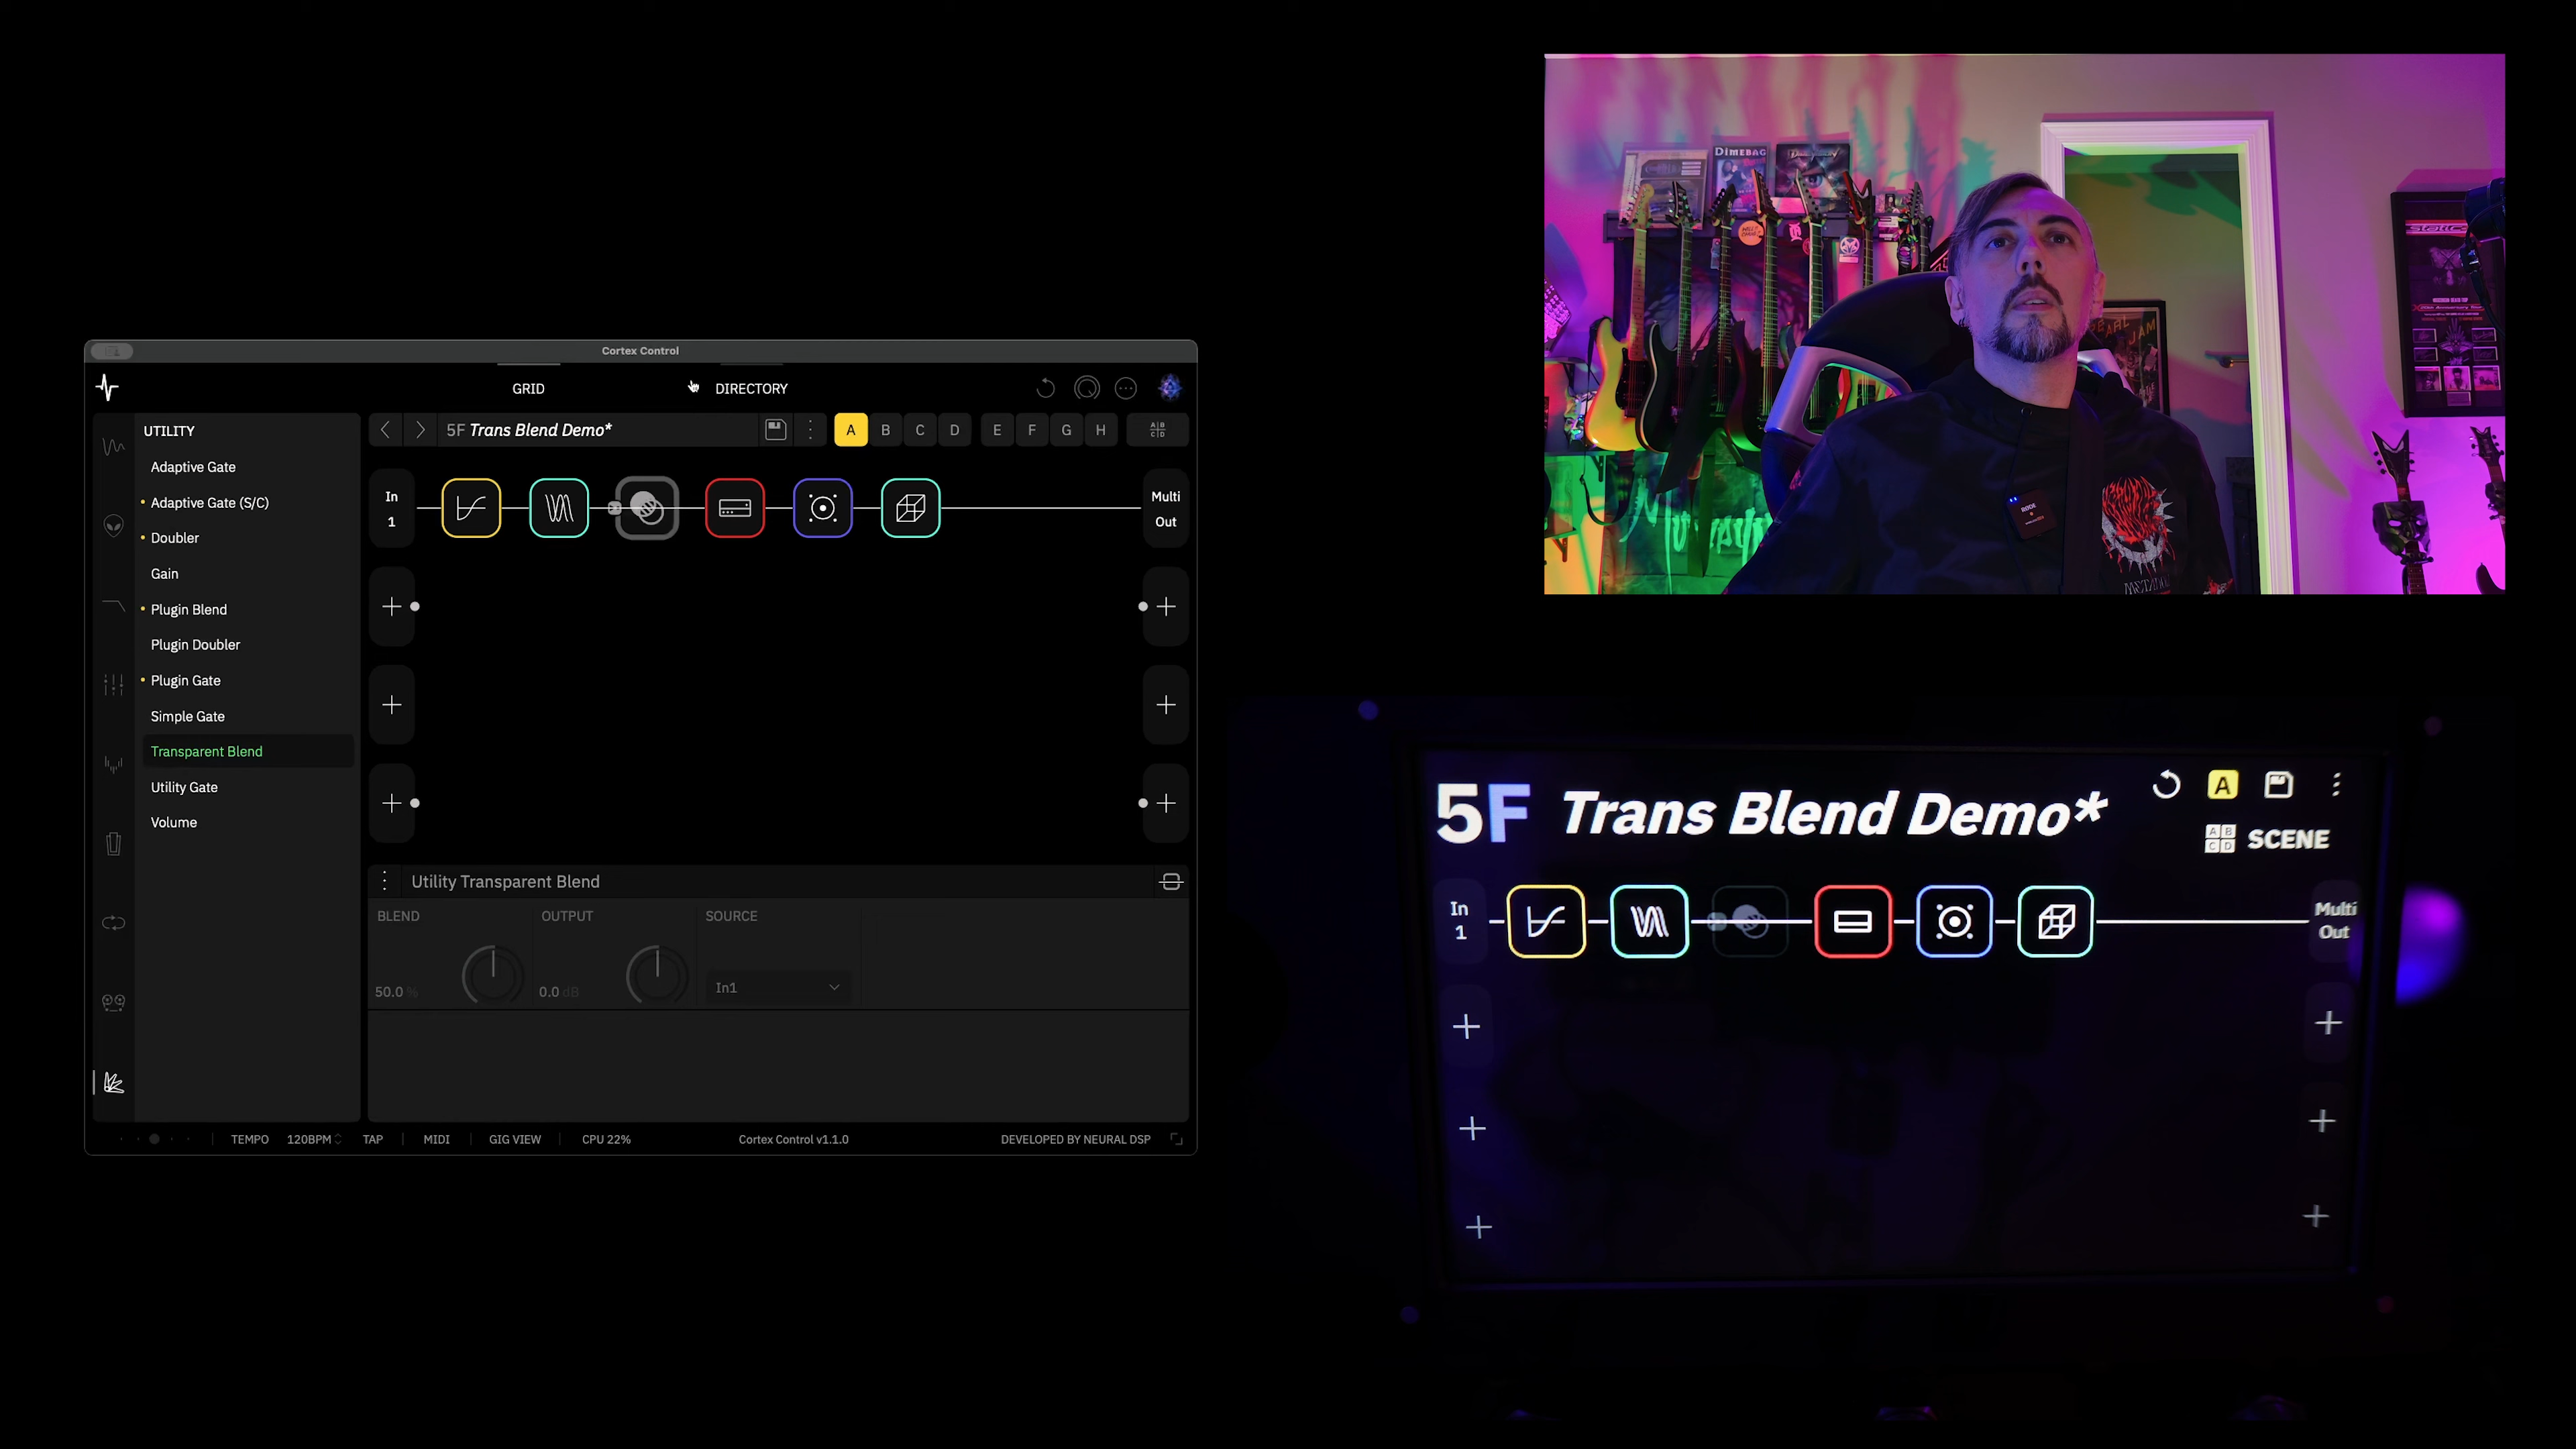 Cortex Control
GRID
DIRECTORY
UTILITY
Adaptive Gate
Adaptive Gate (S/C)
Doubler
Gain
Plugin Blend
Plugin Doubler
Plugin Gate
Simple Gate
Transparent Blend
Utility Gate
Volume
5F Trans Blend Demo*
A B C D E F G H
A B
C D
In
1
Multi
Out
Utility Transparent Blend
BLEND
50.0 %
OUTPUT
0.0 dB
SOURCE
In1
TEMPO 120BPM TAP MIDI GIG VIEW CPU 22% Cortex Control v1.1.0 DEVELOPED BY NEURAL DSP
DIMEBAG
PEARL JAM
RODE
5F Trans Blend Demo*
A
A B
C D
SCENE
In
1
Multi
Out